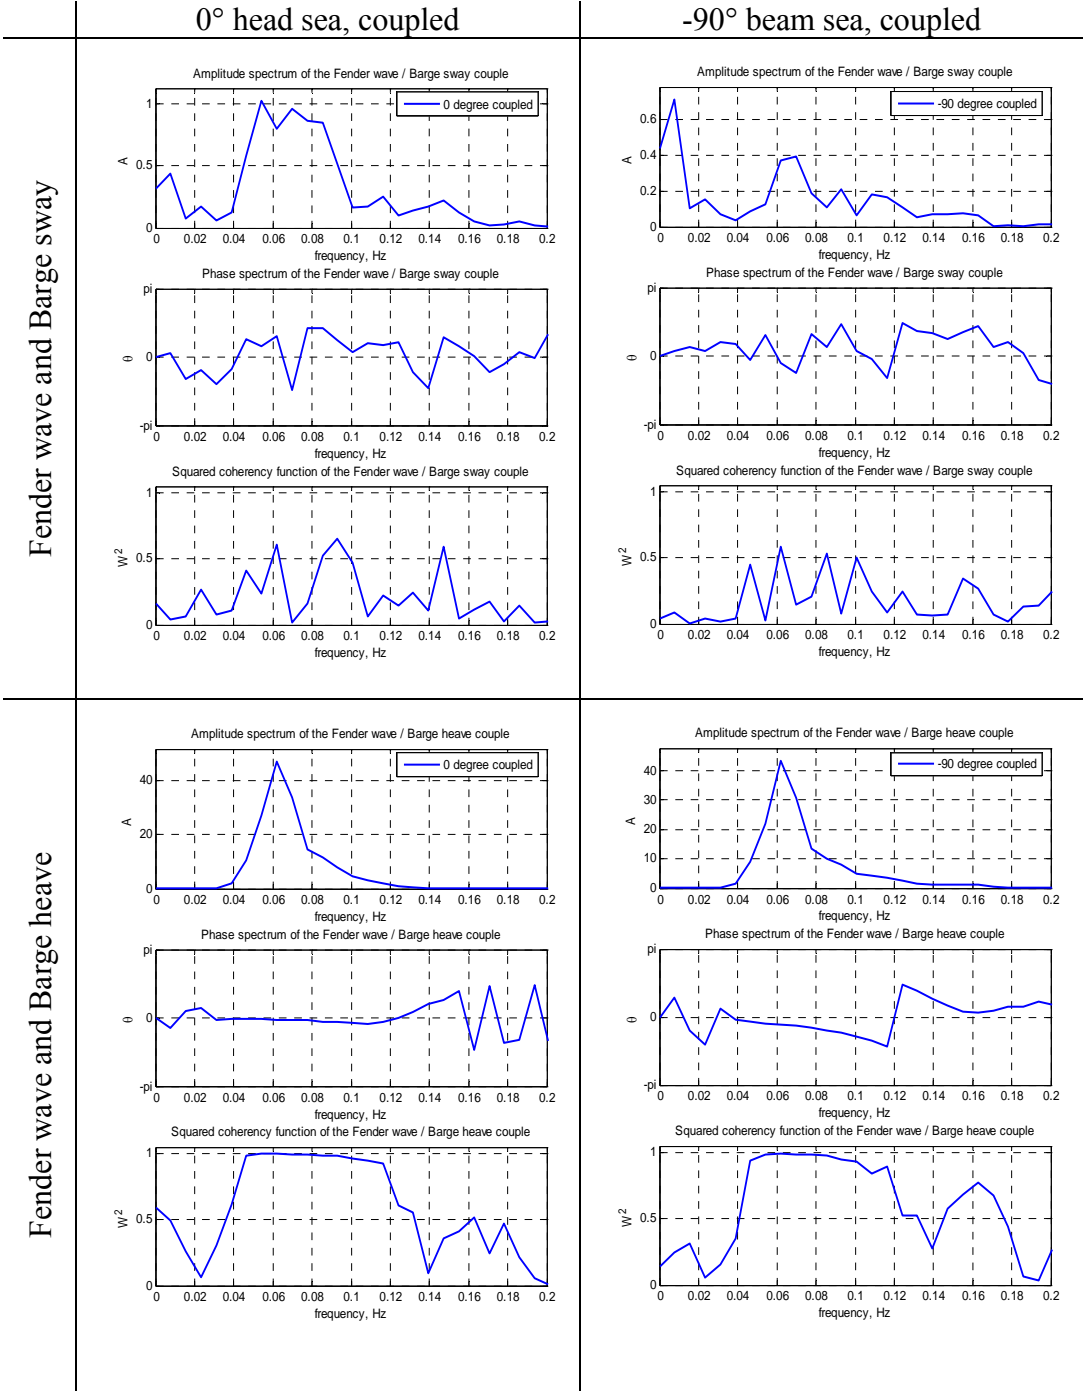 0° head sea, coupled
-90° beam sea, coupled
Fender wave and Barge sway
Amplitude spectrum of the Fender wave / Barge sway couple
0 degree coupled
1
0.5
0
A
0 0.02 0.04 0.06 0.08 0.1 0.12 0.14 0.16 0.18 0.2
frequency, Hz
Phase spectrum of the Fender wave / Barge sway couple
pi
0
-pi
θ
0 0.02 0.04 0.06 0.08 0.1 0.12 0.14 0.16 0.18 0.2
frequency, Hz
Squared coherency function of the Fender wave / Barge sway couple
1
0.5
0
W²
0 0.02 0.04 0.06 0.08 0.1 0.12 0.14 0.16 0.18 0.2
frequency, Hz
Amplitude spectrum of the Fender wave / Barge sway couple
-90 degree coupled
0.6
0.4
0.2
0
A
0 0.02 0.04 0.06 0.08 0.1 0.12 0.14 0.16 0.18 0.2
frequency, Hz
Phase spectrum of the Fender wave / Barge sway couple
pi
0
-pi
θ
0 0.02 0.04 0.06 0.08 0.1 0.12 0.14 0.16 0.18 0.2
frequency, Hz
Squared coherency function of the Fender wave / Barge sway couple
1
0.5
0
W²
0 0.02 0.04 0.06 0.08 0.1 0.12 0.14 0.16 0.18 0.2
frequency, Hz
Fender wave and Barge heave
Amplitude spectrum of the Fender wave / Barge heave couple
0 degree coupled
40
20
0
A
0 0.02 0.04 0.06 0.08 0.1 0.12 0.14 0.16 0.18 0.2
frequency, Hz
Phase spectrum of the Fender wave / Barge heave couple
pi
0
-pi
θ
0 0.02 0.04 0.06 0.08 0.1 0.12 0.14 0.16 0.18 0.2
frequency, Hz
Squared coherency function of the Fender wave / Barge heave couple
1
0.5
0
W²
0 0.02 0.04 0.06 0.08 0.1 0.12 0.14 0.16 0.18 0.2
frequency, Hz
Amplitude spectrum of the Fender wave / Barge heave couple
-90 degree coupled
40
30
20
10
0
A
0 0.02 0.04 0.06 0.08 0.1 0.12 0.14 0.16 0.18 0.2
frequency, Hz
Phase spectrum of the Fender wave / Barge heave couple
pi
0
-pi
θ
0 0.02 0.04 0.06 0.08 0.1 0.12 0.14 0.16 0.18 0.2
frequency, Hz
Squared coherency function of the Fender wave / Barge heave couple
1
0.5
0
W²
0 0.02 0.04 0.06 0.08 0.1 0.12 0.14 0.16 0.18 0.2
frequency, Hz